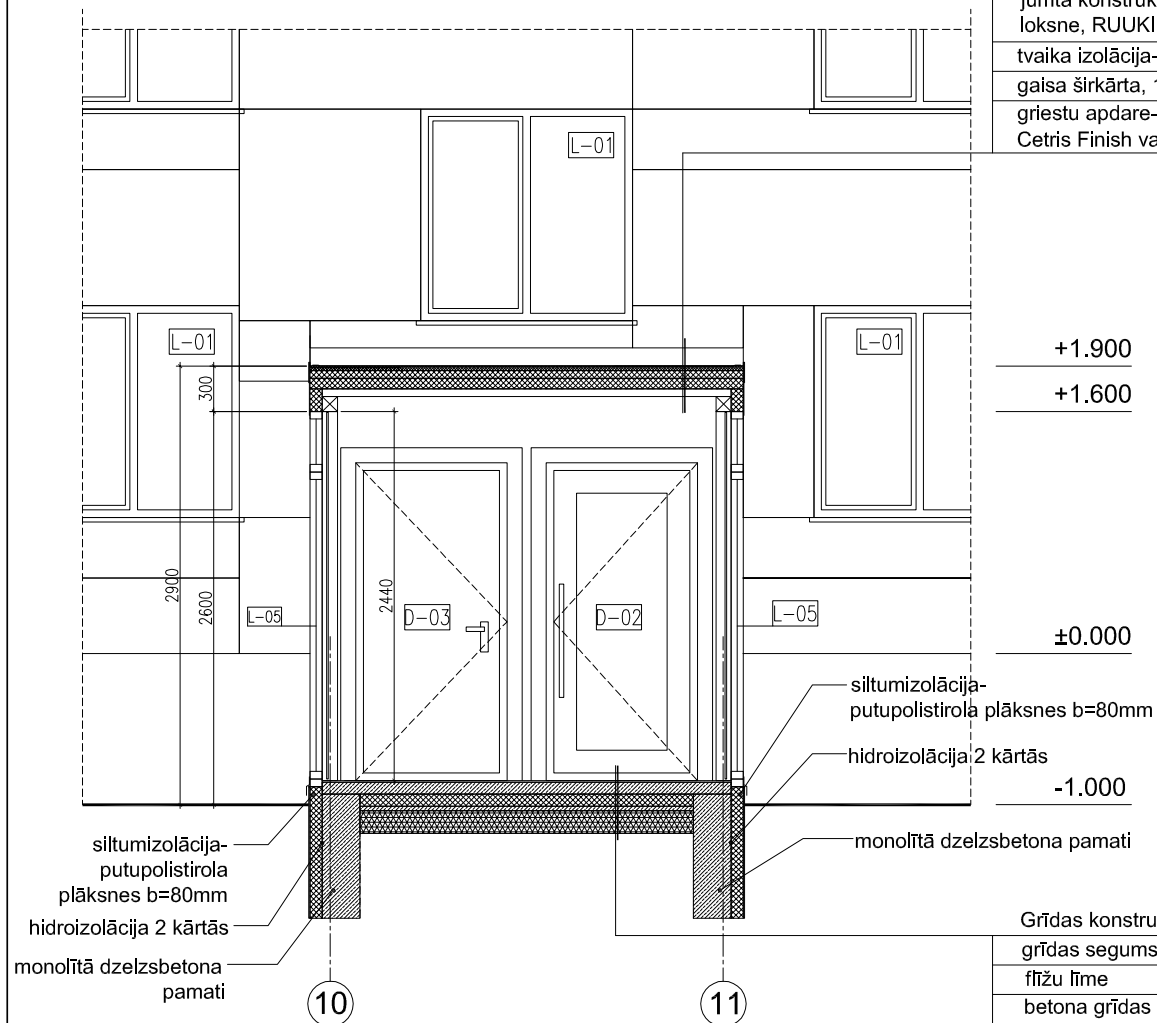 jumta konstruk
loksne, RUUKI
tvaika izolācija-
gaisa širkārta, 1
griestu apdare-
Cetris Finish va
L-01
L-01
L-01
+1.900
+1.600
300
2900
2600
2440
L-05
D-03
D-02
L-05
±0.000
siltumizolācija-
putupolistirola plāksnes b=80mm
hidroizolācija 2 kārtās
-1.000
monolītā dzelzsbetona pamati
siltumizolācija-
putupolistirola
plāksnes b=80mm
hidroizolācija 2 kārtās
monolītā dzelzsbetona
pamati
Grīdas konstru
grīdas segums
flīžu līme
betona grīdas
10
11